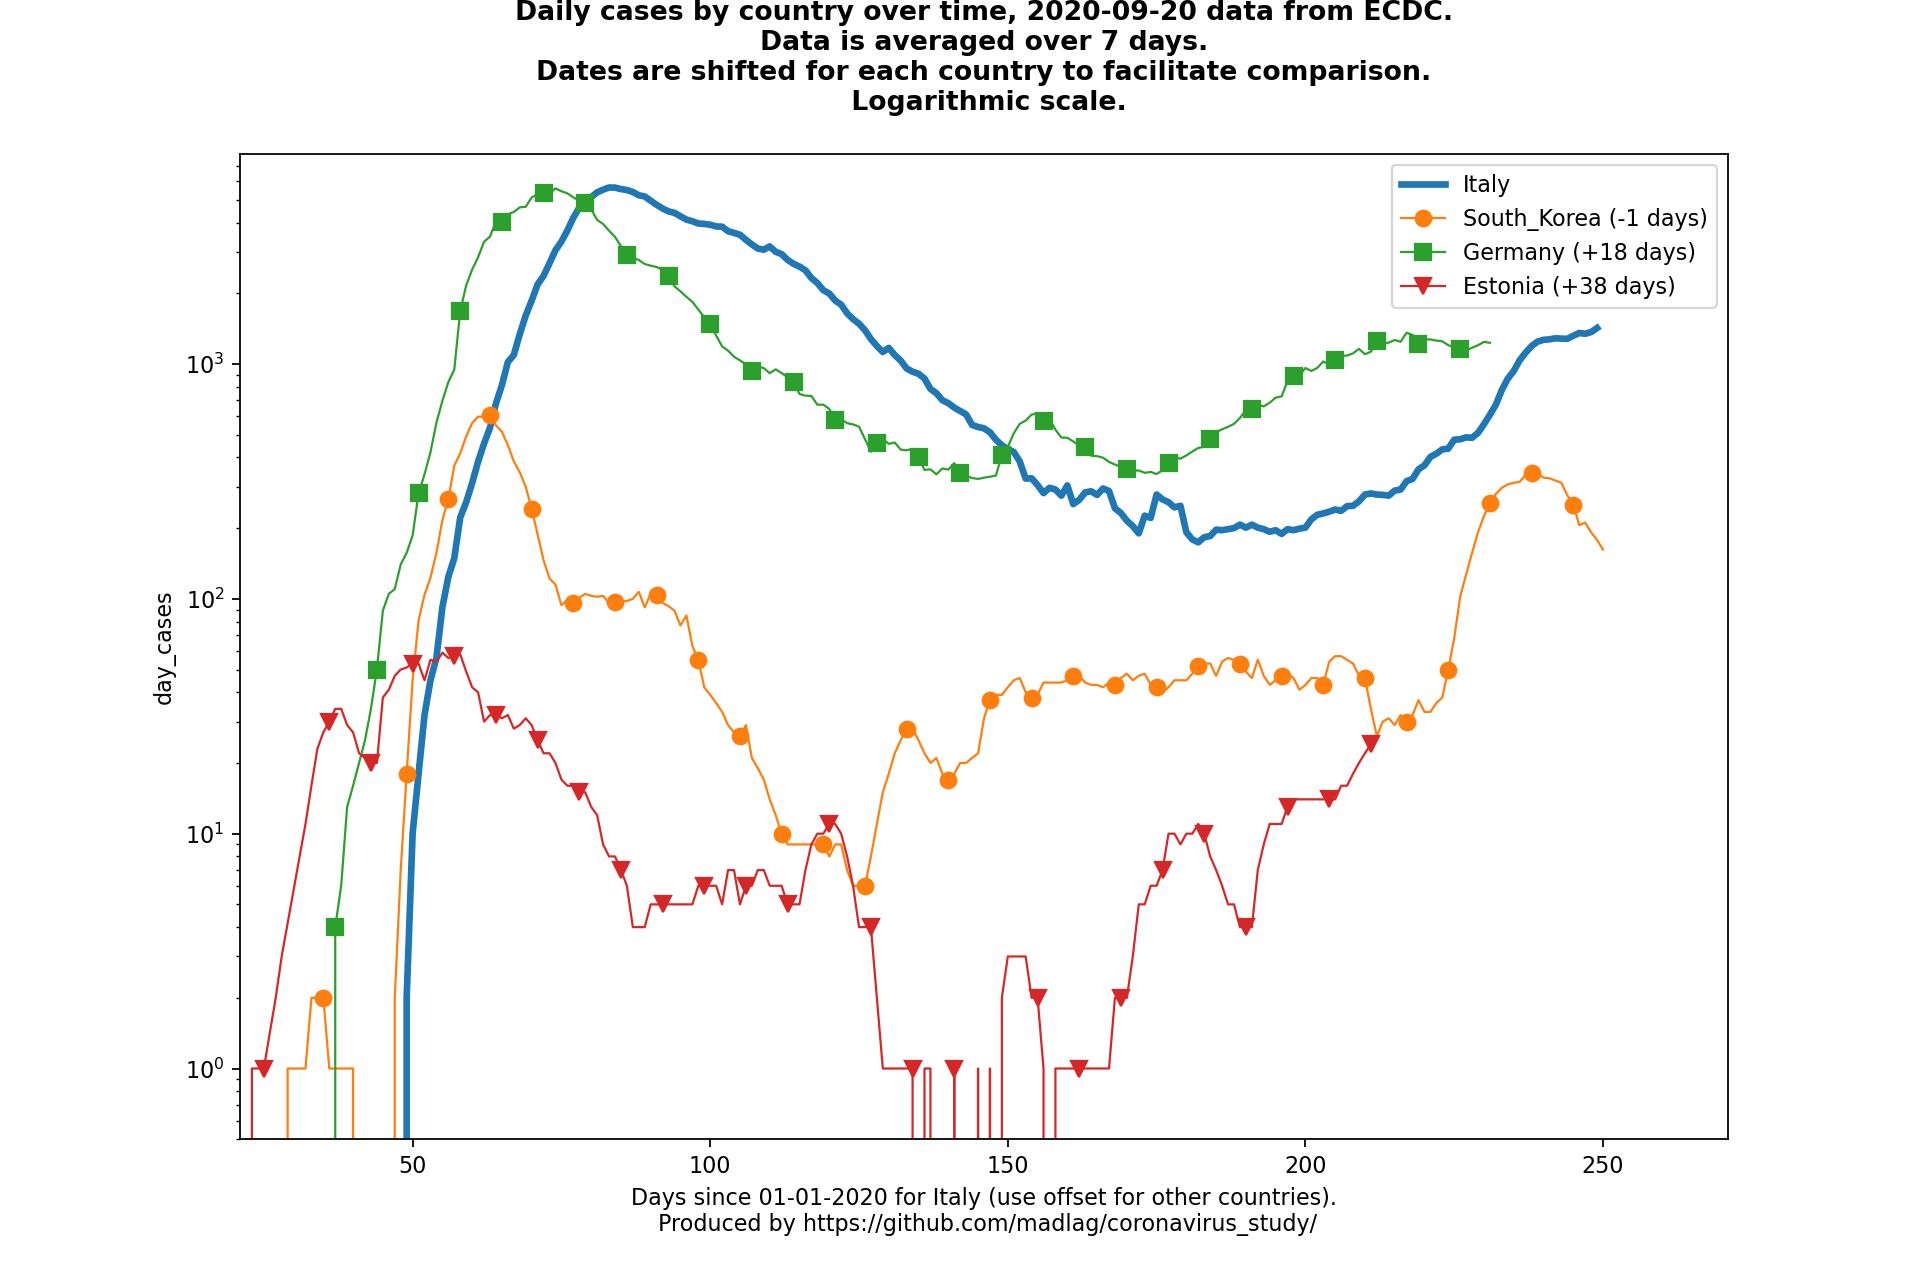 Daily cases by country over time, 2020-09-20 data from ECDC.
Data is averaged over 7 days.
Dates are shifted for each country to facilitate comparison.
Logarithmic scale.
Italy
South_Korea (-1 days)
Germany (+18 days)
Estonia (+38 days)
day_cases
10³
10²
10¹
10⁰
50 100 150 200 250
Days since 01-01-2020 for Italy (use offset for other countries).
Produced by https://github.com/madlag/coronavirus_study/